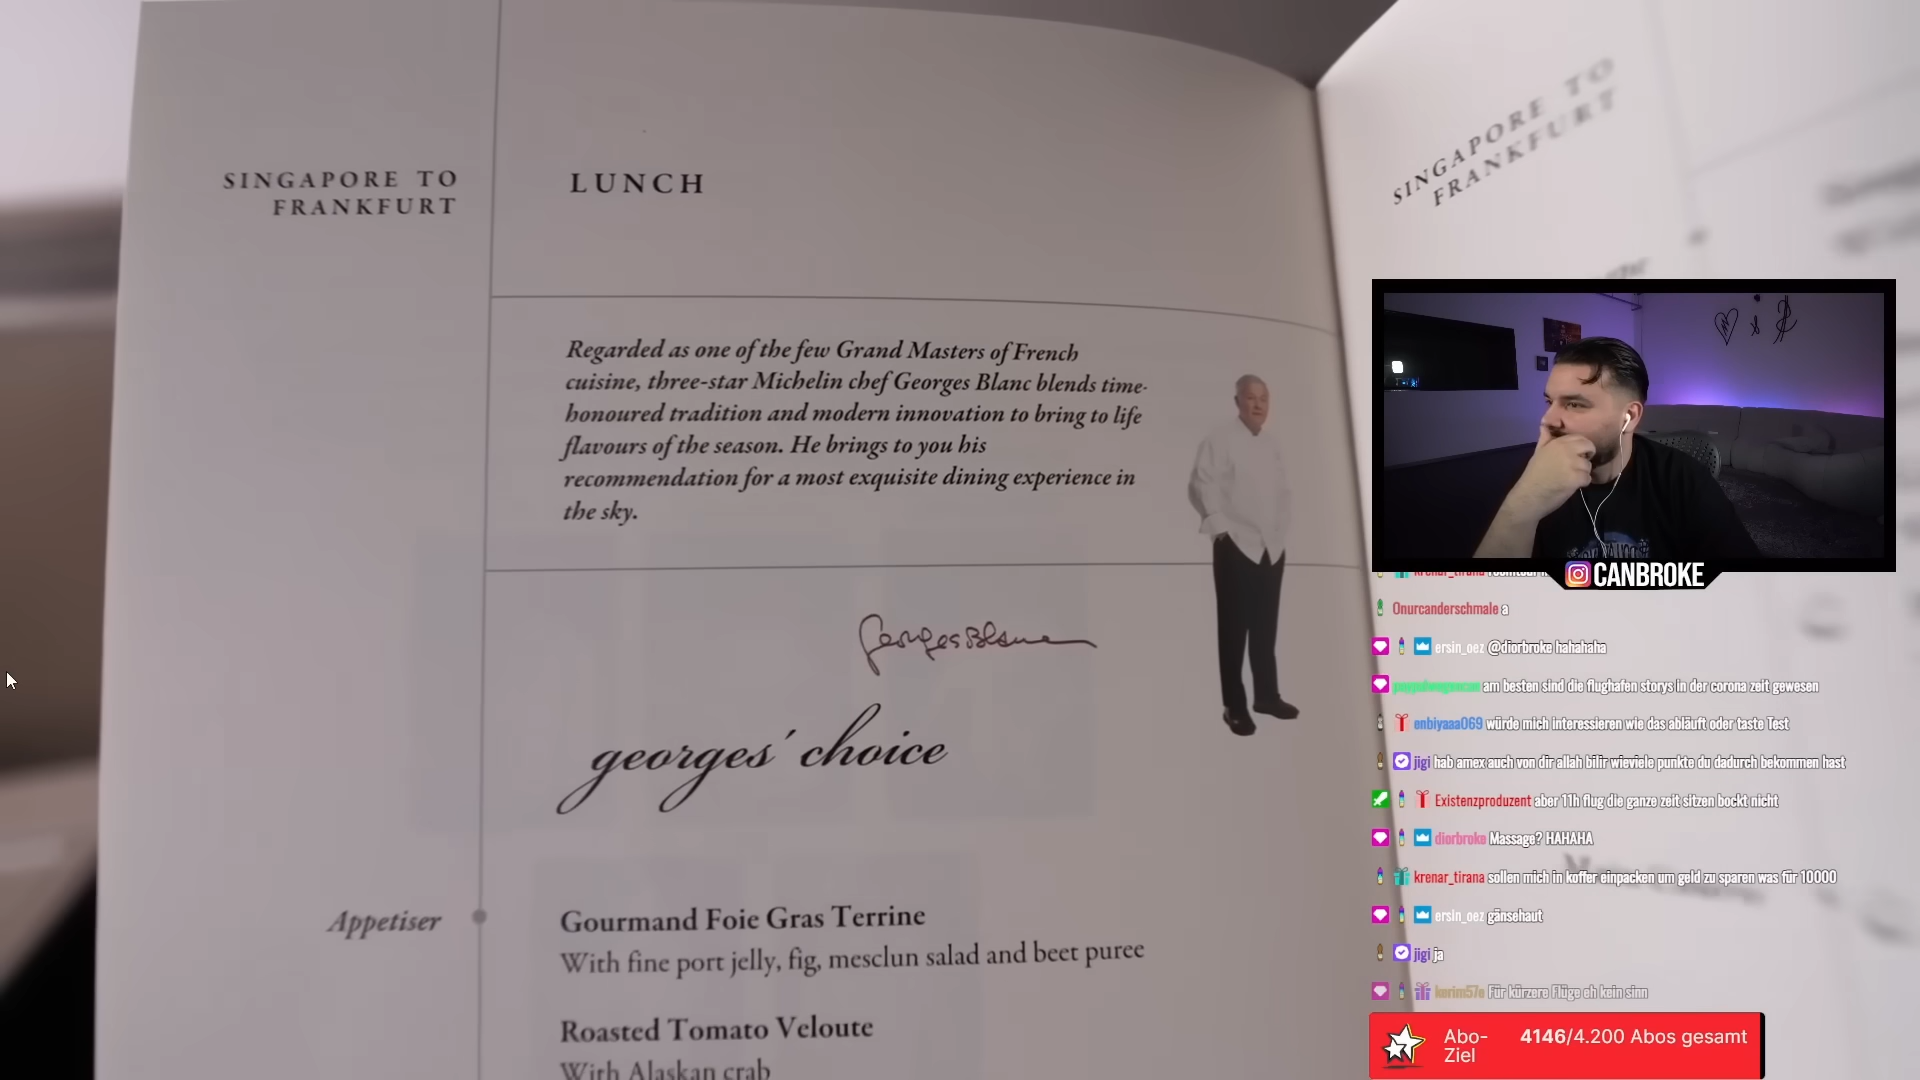 SINGAPORE TO
FRANKFURT
LUNCH
Regarded as one of the few Grand Masters of French
cuisine, three-star Michelin chef Georges Blanc blends time-
honoured tradition and modern innovation to bring to life
flavours of the season. He brings to you his
recommendation for a most exquisite dining experience in
the sky.
Georges Blanc
georges' choice
Appetiser
Gourmand Foie Gras Terrine
With fine port jelly, fig, mesclun salad and beet puree
Roasted Tomato Veloute
With Alaskan crab
SINGAPORE TO
FRANKFURT
CANBROKE
krenar_tirana
Onurcanderschmale a
ersin_oez @diorbroke hahahaha
am besten sind die flughafen storys in der corona zeit gewesen
enbiyaaa069 würde mich interessieren wie das abläuft oder taste Test
jigi hab amex auch von dir allah bilir wieviele punkte du dadurch bekommen hast
Existenzproduzent aber 11h flug die ganze zeit sitzen bockt nicht
diorbroke Massage? HAHAHA
krenar_tirana sollen mich in koffer einpacken um geld zu sparen was für 10000
ersin_oez gänsehaut
jigi ja
kerim57e Für kürzere Flüge eh kein sinn
Abo-
Ziel
4146/4.200 Abos gesamt